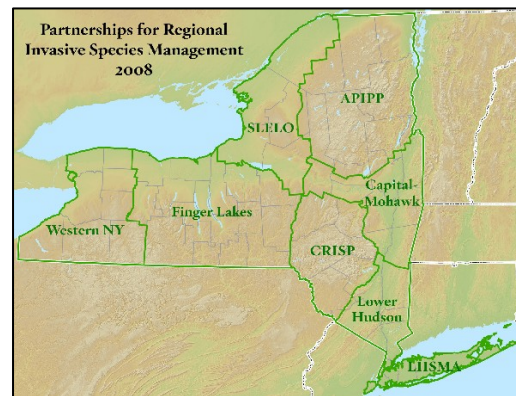 Partnerships for Regional
Invasive Species Management
2008
APIPP
SLELO
Capital-
Mohawk
Finger Lakes
Western NY
CRISP
Lower
Hudson
LIISMA